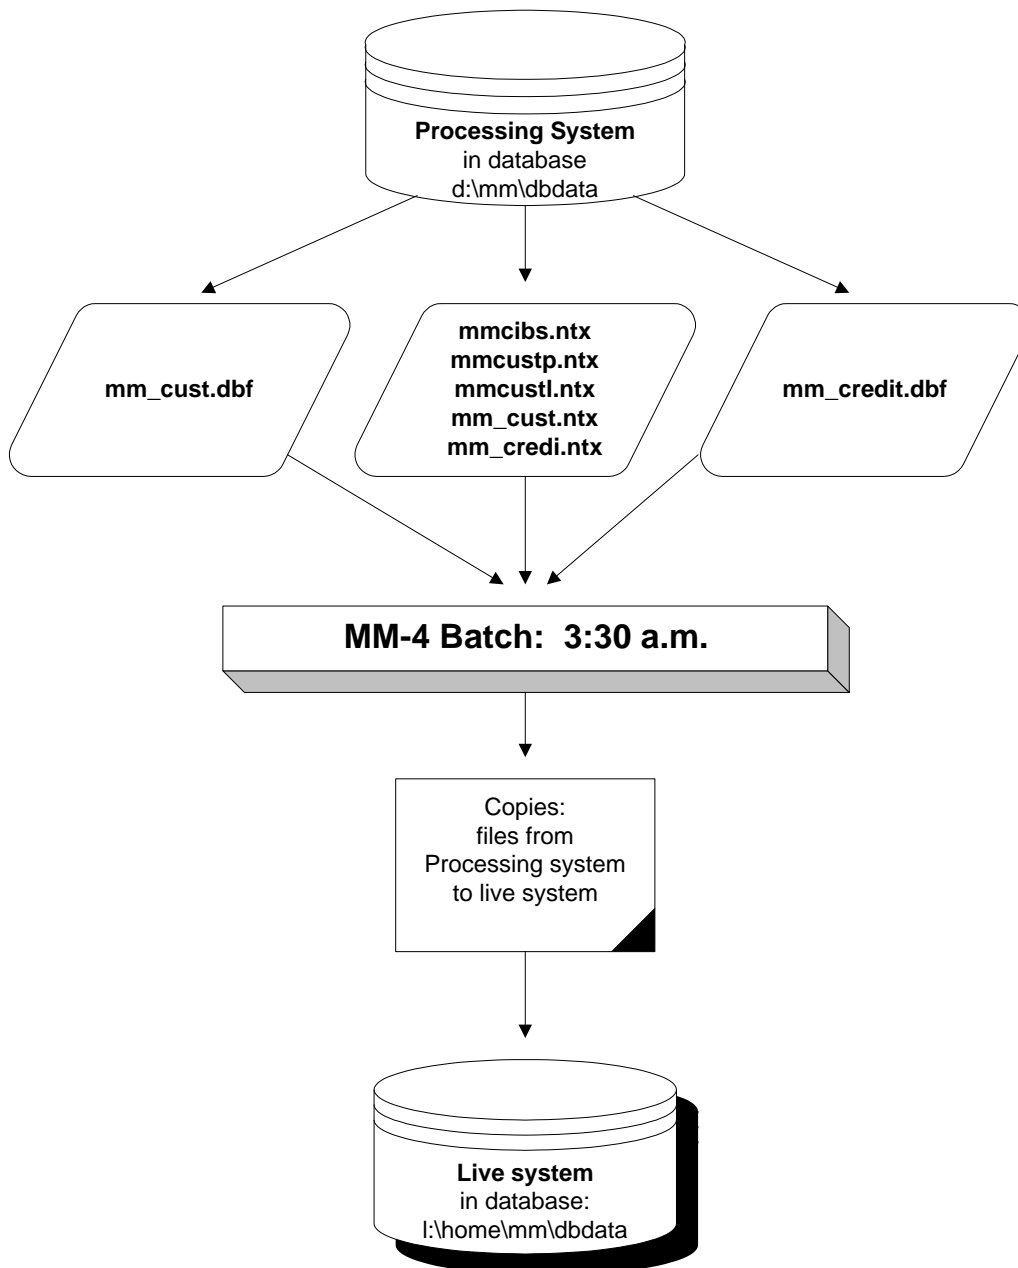 Processing System
in database
d:\mm\dbdata
mm_cust.dbf
mmcibs.ntx
mmcustp.ntx
mmcustl.ntx
mm_cust.ntx
mm_credi.ntx
mm_credit.dbf
MM-4 Batch:  3:30 a.m.
Copies:
files from
Processing system
to live system
Live system
in database:
l:\home\mm\dbdata